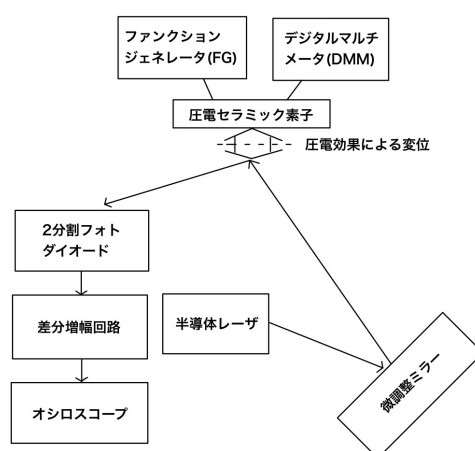 ファンクション
ジェネレータ(FG)
デジタルマルチ
メータ(DMM)
圧電セラミック素子
圧電効果による変位
2分割フォト
ダイオード
差分増幅回路
半導体レーザ
微調整ミラー
オシロスコープ